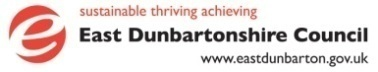 sustainable thriving achieving
East Dunbartonshire Council
www.eastdunbarton.gov.uk